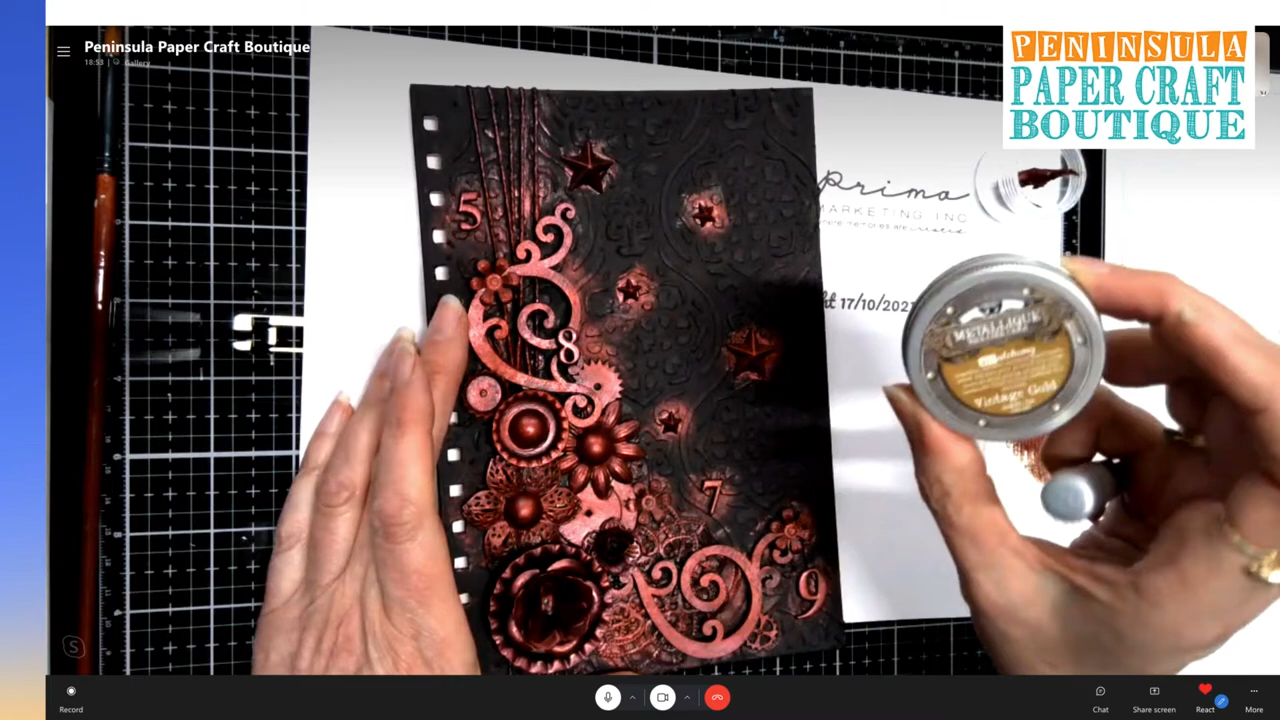 Peninsula Paper Craft Boutique
18:53 | Gallery
PENINSULA
PAPER CRAFT
BOUTIQUE
Prima
MARKETING INC
17/10/2021
METALLIQUE
Vintage Gold
5
8
7
9
Record
Chat
Share screen
React
More